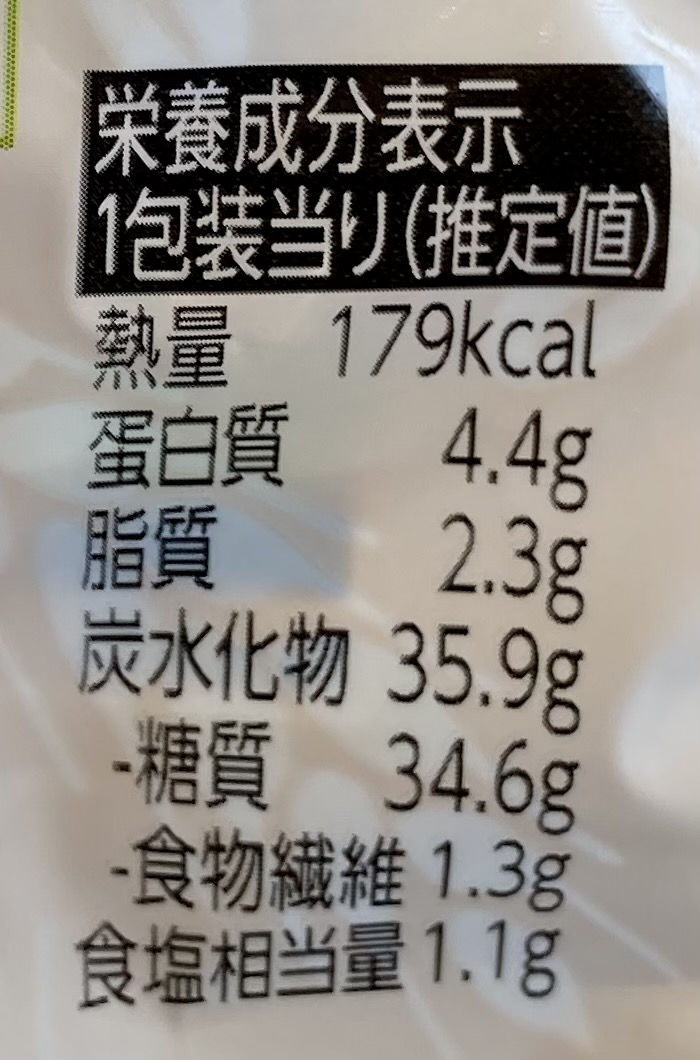 栄養成分表示
1包装当り(推定値)
熱量 179kcal
蛋白質 4.4g
脂質 2.3g
炭水化物 35.9g
-糖質 34.6g
-食物繊維 1.3g
食塩相当量 1.1g